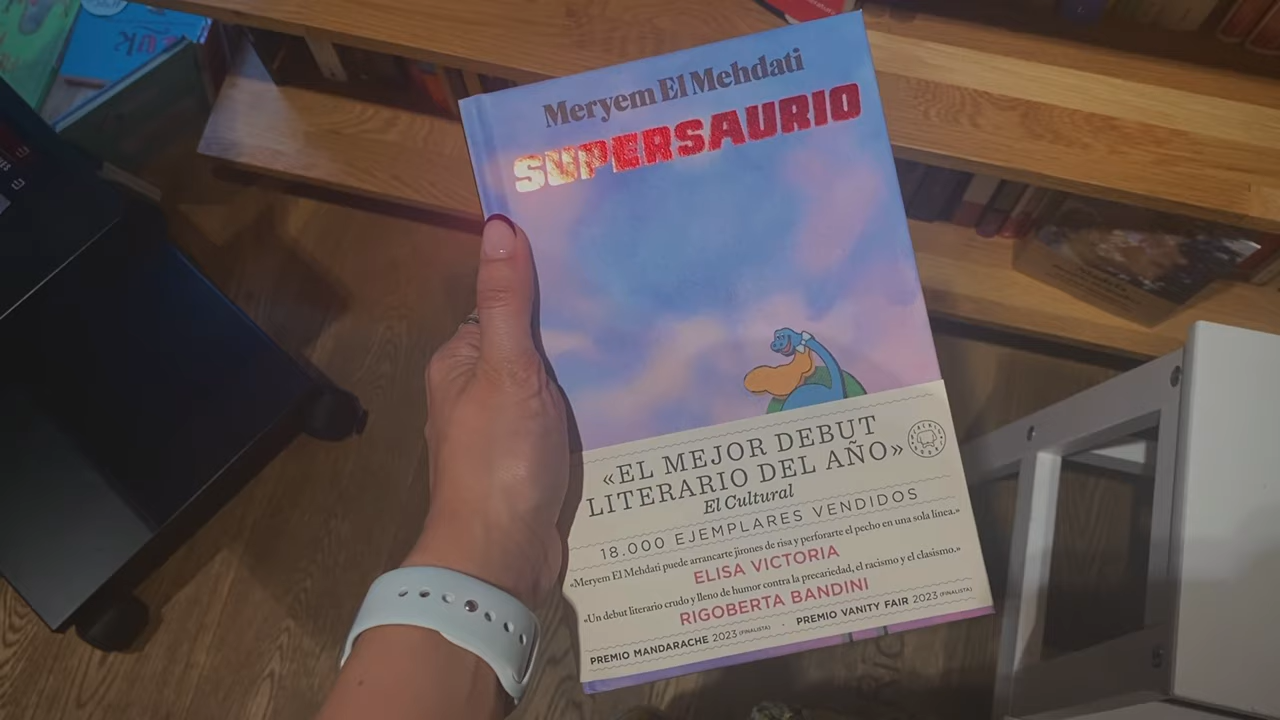 Meryem El Mehdati
SUPERSAURIO
«EL MEJOR DEBUT
LITERARIO DEL AÑO»
El Cultural
18.000 EJEMPLARES VENDIDOS
«Meryem El Mehdati puede arrancarte jirones de risa y perforarte el pecho en una sola línea.»
ELISA VICTORIA
«Un debut literario crudo y lleno de humor contra la precariedad, el racismo y el clasismo.»
RIGOBERTA BANDINI
PREMIO MANDARACHE 2023 (FINALISTA) · PREMIO VANITY FAIR 2023 (FINALISTA)